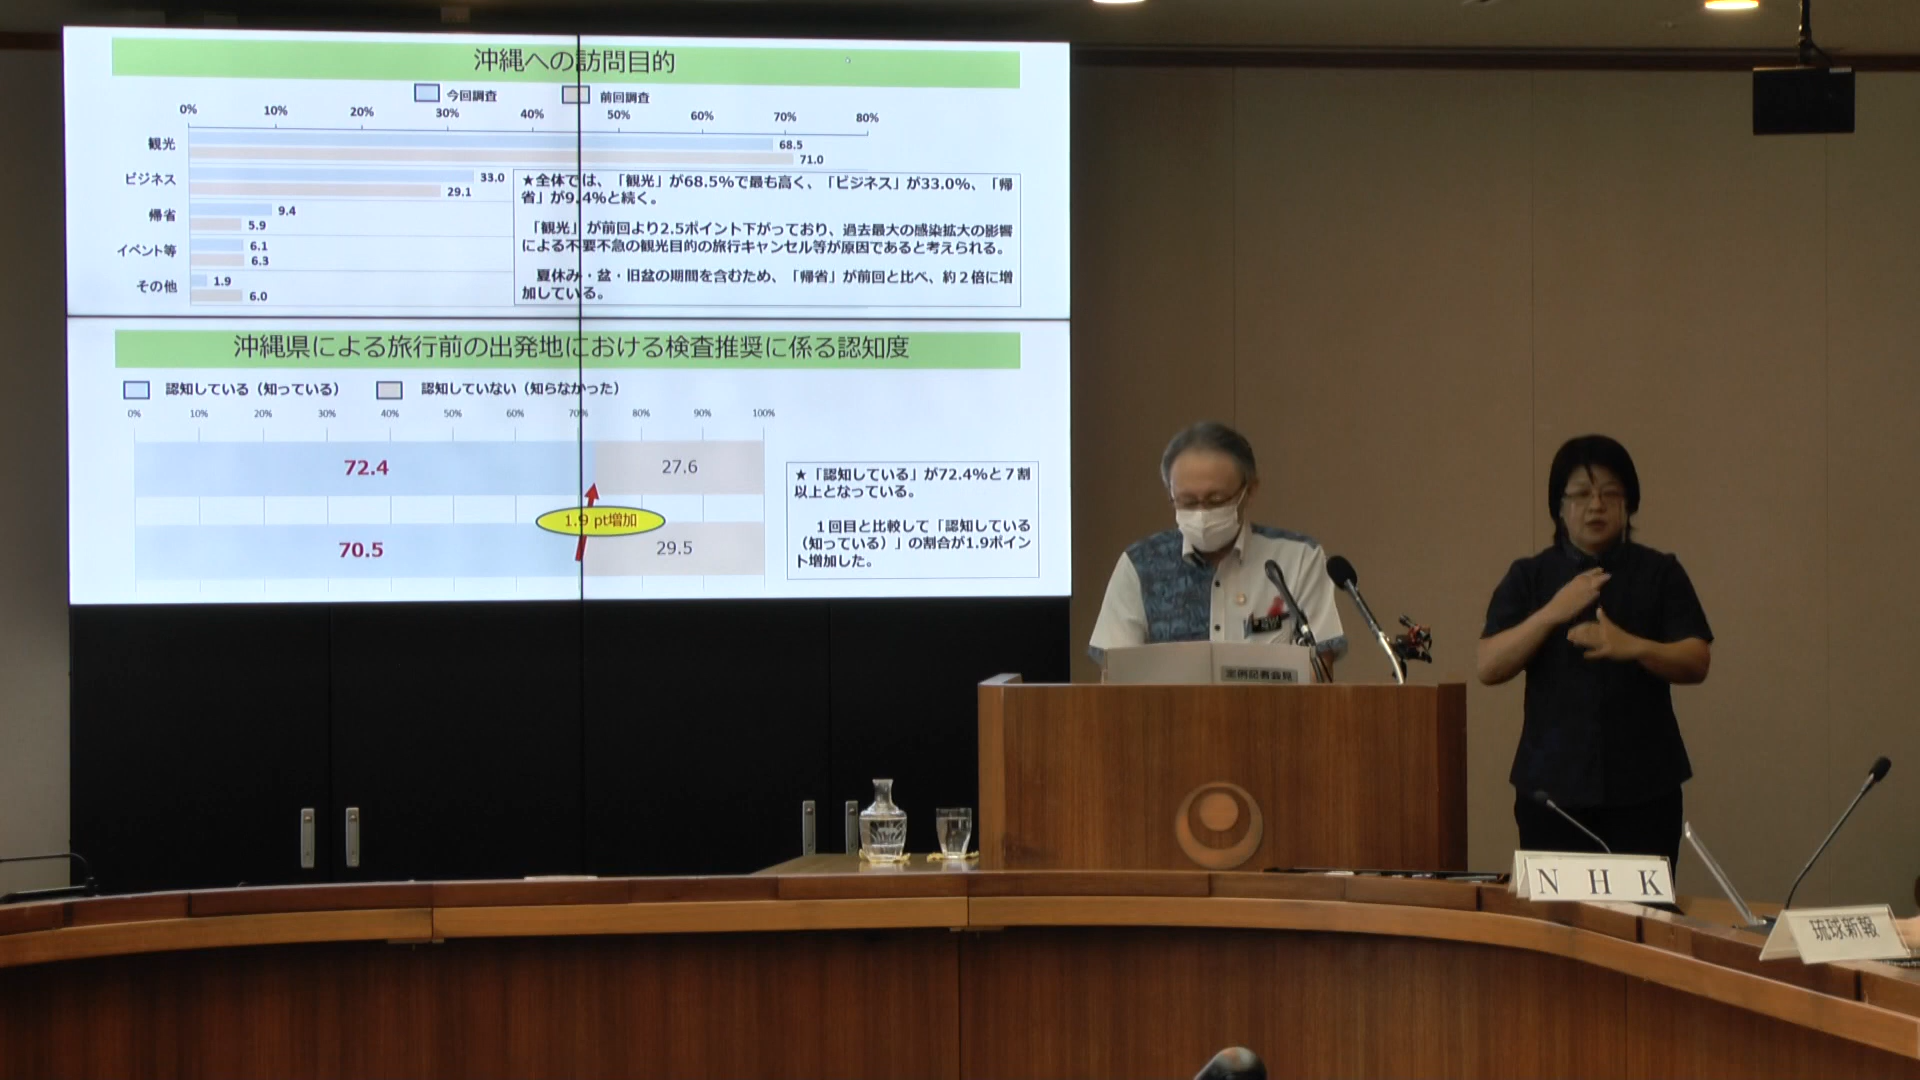 沖縄への訪問目的
今回調査 前回調査
0% 10% 20% 30% 40% 50% 60% 70% 80%
観光 68.5
71.0
ビジネス 33.0
29.1
帰省 9.4
5.9
イベント等 6.1
6.3
その他 1.9
6.0
★全体では、「観光」が68.5%で最も高く、「ビジネス」が33.0%、「帰
省」が9.4%と続く。
「観光」が前回より2.5ポイント下がっており、過去最大の感染拡大の影響
による不要不急の観光目的の旅行キャンセル等が原因であると考えられる。
夏休み・盆・旧盆の期間を含むため、「帰省」が前回と比べ、約２倍に増
加している。
沖縄県による旅行前の出発地における検査推奨に係る認知度
認知している（知っている） 認知していない（知らなかった）
0% 10% 20% 30% 40% 50% 60% 70% 80% 90% 100%
72.4 27.6
1.9 pt増加
70.5 29.5
★「認知している」が72.4%と７割
以上となっている。
１回目と比較して「認知している
（知っている）」の割合が1.9ポイン
ト増加した。
定例記者会見
NHK
琉球新報